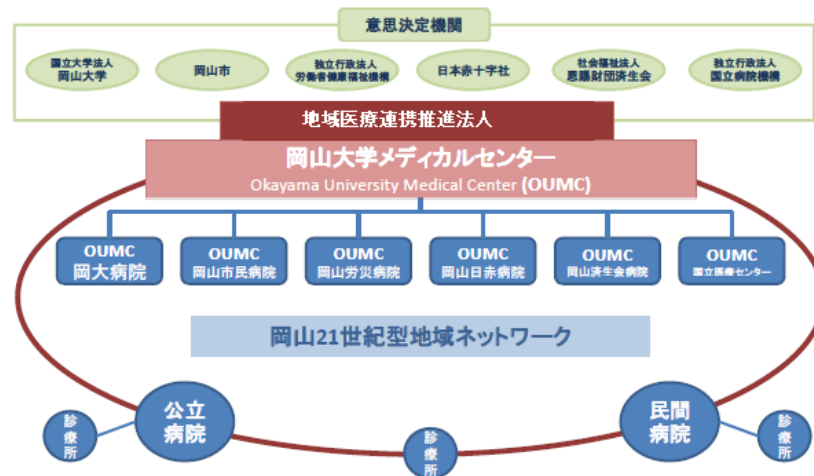 意思決定機関
国立大学法人
岡山大学
岡山市
独立行政法人
労働者健康福祉機構
日本赤十字社
社会福祉法人
恩賜財団済生会
独立行政法人
国立病院機構
地域医療連携推進法人
岡山大学メディカルセンター
Okayama University Medical Center (OUMC)
OUMC
岡大病院
OUMC
岡山市民病院
OUMC
岡山労災病院
OUMC
岡山日赤病院
OUMC
岡山済生会病院
OUMC
国立医療センター
岡山21世紀型地域ネットワーク
公立
病院
民間
病院
診療所
診療所
診療所